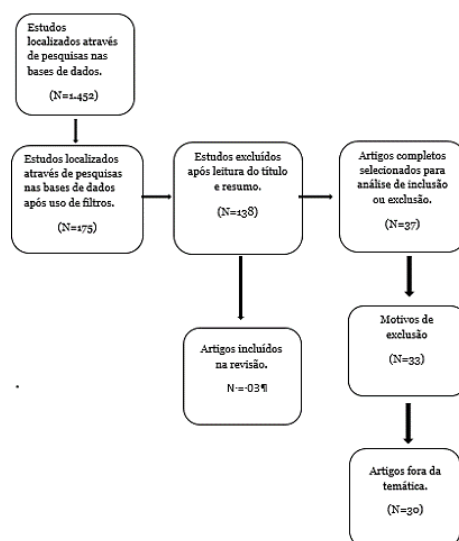 Estudos
localizados através
de pesquisas nas
bases de dados.
(N=1.452)
Estudos localizados
através de pesquisas
nas bases de dados
após uso de filtros.
(N=175)
Estudos excluídos
após leitura do título
e resumo.
(N=138)
Artigos completos
selecionados para
análise de inclusão
ou exclusão.
(N=37)
Artigos incluídos
na revisão.
N·=·03¶
Motivos de
exclusão
(N=33)
Artigos fora da
temática.
(N=30)